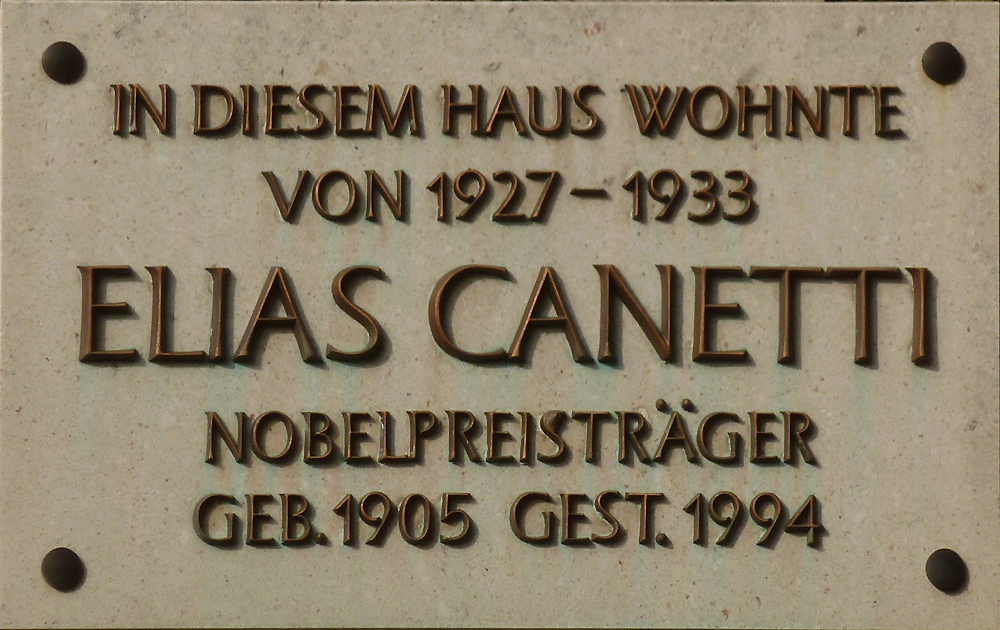 IN DIESEM HAUS WOHNTE
VON 1927 – 1933
ELIAS CANETTI
NOBELPREISTRÄGER
GEB. 1905 GEST. 1994